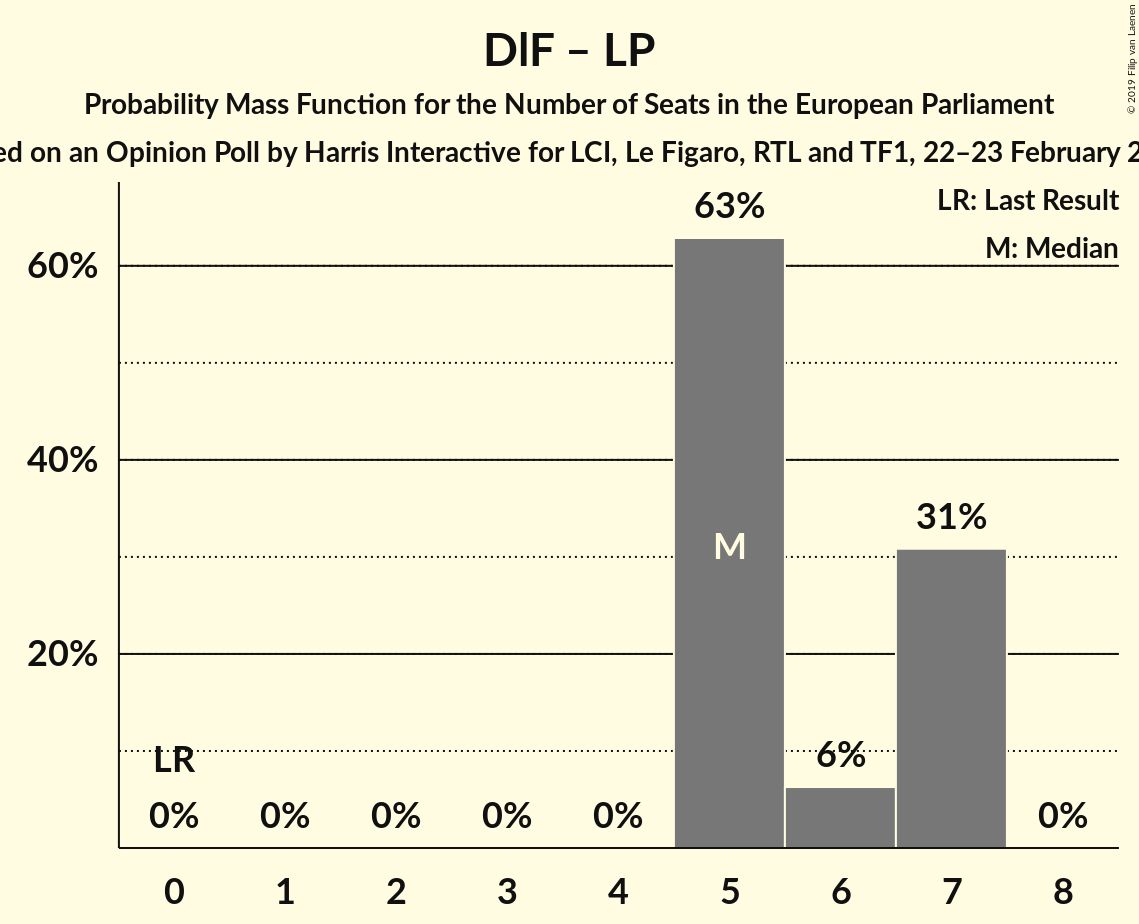 DlF – LP
Probability Mass Function for the Number of Seats in the European Parliament
on an Opinion Poll by Harris Interactive for LCI, Le Figaro, RTL and TF1, 22–23 February
© 2019 Filip van Laenen
LR: Last Result
M: Median
63%
60%
40%
31%
M
20%
LR
6%
0% 0% 0% 0% 0% 0%
0 1 2 3 4 5 6 7 8